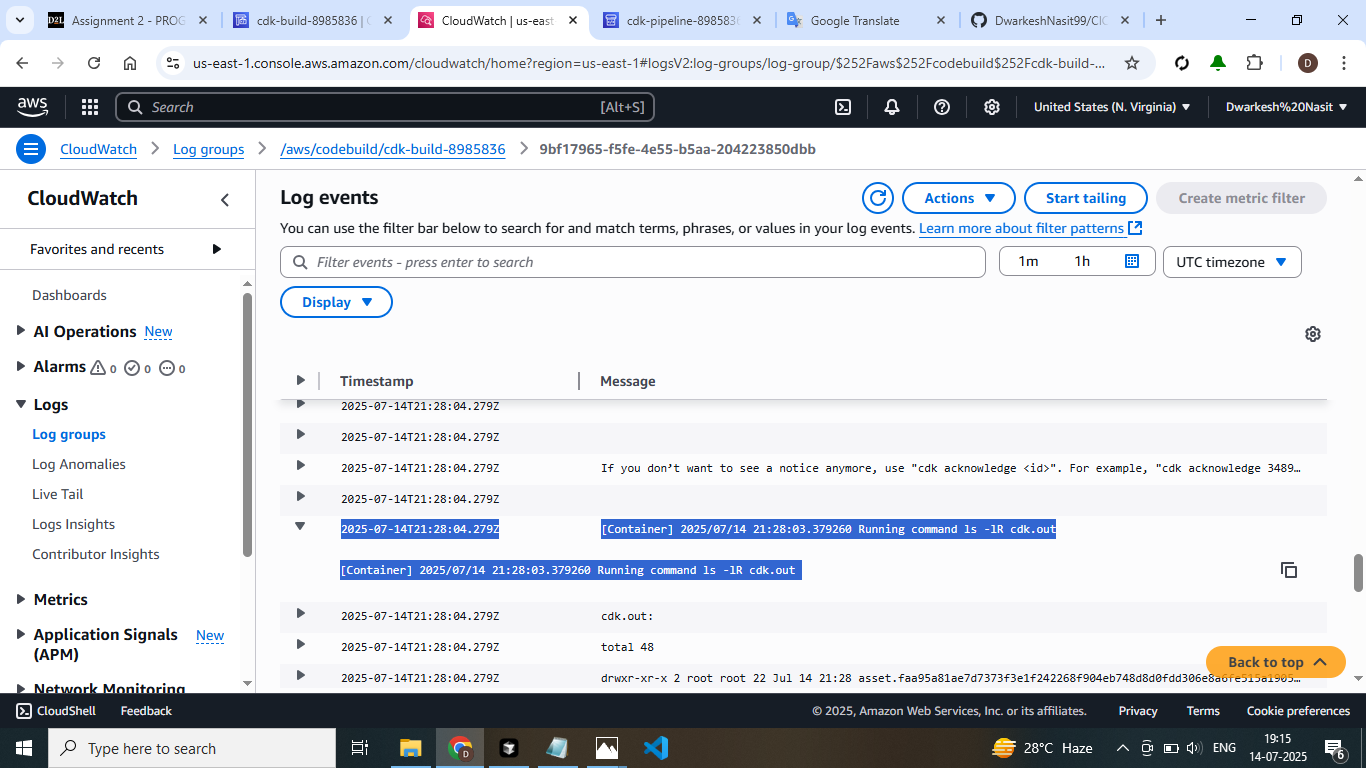 Assignment 2 - PROG
cdk-build-8985836 | C
CloudWatch | us-east
cdk-pipeline-8985836
Google Translate
DwarkeshNasit99/CIC
us-east-1.console.aws.amazon.com/cloudwatch/home?region=us-east-1#logsV2:log-groups/log-group/$252Faws$252Fcodebuild$252Fcdk-build-...
D
aws
Search
[Alt+S]
United States (N. Virginia)
Dwarkesh%20Nasit
CloudWatch
Log groups
/aws/codebuild/cdk-build-8985836
9bf17965-f5fe-4e55-b5aa-204223850dbb
CloudWatch
Favorites and recents
Dashboards
AI Operations New
Alarms 0 0 0
Logs
Log groups
Log Anomalies
Live Tail
Logs Insights
Contributor Insights
Metrics
Application Signals New
(APM)
Network Monitoring
Log events
Actions
Start tailing
Create metric filter
You can use the filter bar below to search for and match terms, phrases, or values in your log events. Learn more about filter patterns
Filter events - press enter to search
1m 1h
UTC timezone
Display
Timestamp Message
2025-07-14T21:28:04.279Z
2025-07-14T21:28:04.279Z
2025-07-14T21:28:04.279Z If you don’t want to see a notice anymore, use "cdk acknowledge <id>". For example, "cdk acknowledge 3489…
2025-07-14T21:28:04.279Z
2025-07-14T21:28:04.279Z [Container] 2025/07/14 21:28:03.379260 Running command ls -lR cdk.out
[Container] 2025/07/14 21:28:03.379260 Running command ls -lR cdk.out
2025-07-14T21:28:04.279Z cdk.out:
2025-07-14T21:28:04.279Z total 48
2025-07-14T21:28:04.279Z drwxr-xr-x 2 root root 22 Jul 14 21:28
Back to top
CloudShell
Feedback
© 2025, Amazon Web Services, Inc. or its affiliates.
Privacy
Terms
Cookie preferences
Type here to search
D
28°C Haze
ENG
19:15
14-07-2025
6